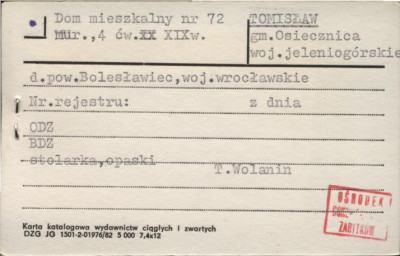 Dom mieszkalny nr 72
Mur.,4 ćw.XX XIXw.
TOMISŁAW
gm.Osiecznica
woj.jeleniogórskie
d.pow.Bolesławiec,woj.wrocławskie
Nr.rejestru: z dnia
ODZ
BDZ
stolarka,opaski
T.Wolanin
OŚRODEK
ZABYTKÓW
Karta katalogowa wydawnictw ciągłych i zwartych
DZG JG 1501-2-01976/82 5 000 7,4x12